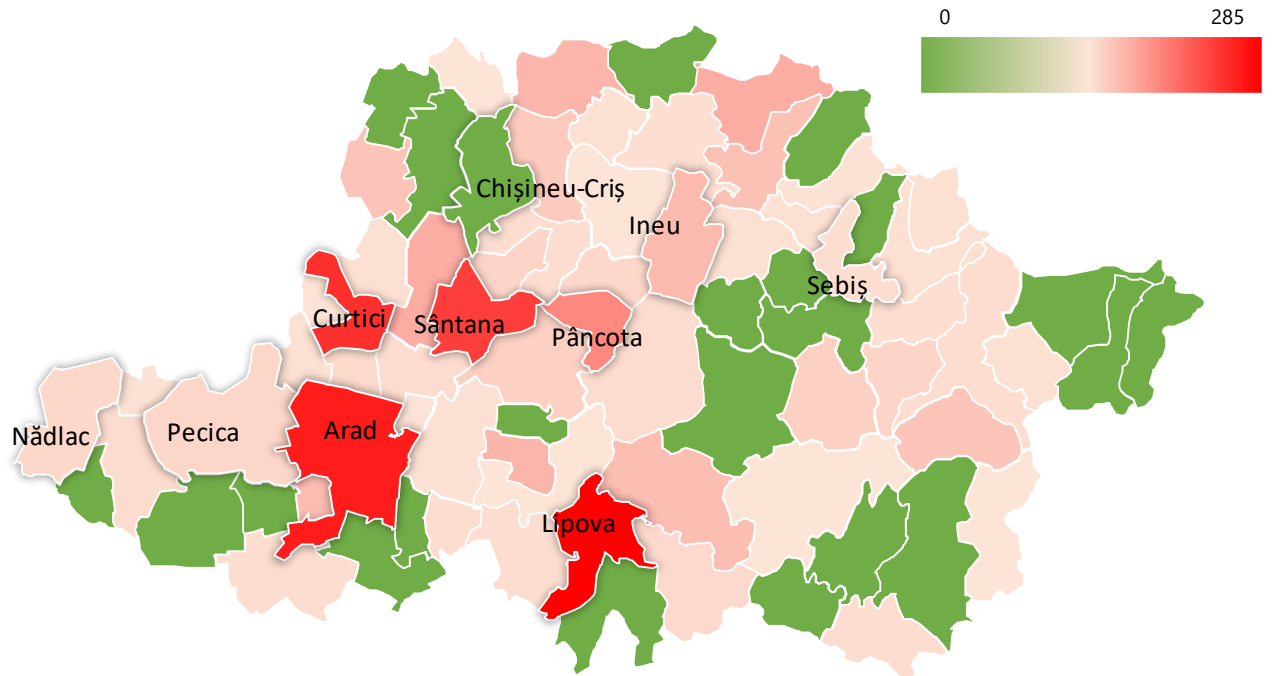 0
285
Chișineu-Criș
Ineu
Sebiș
Curtici
Sântana
Pâncota
Nădlac
Pecica
Arad
Lipova